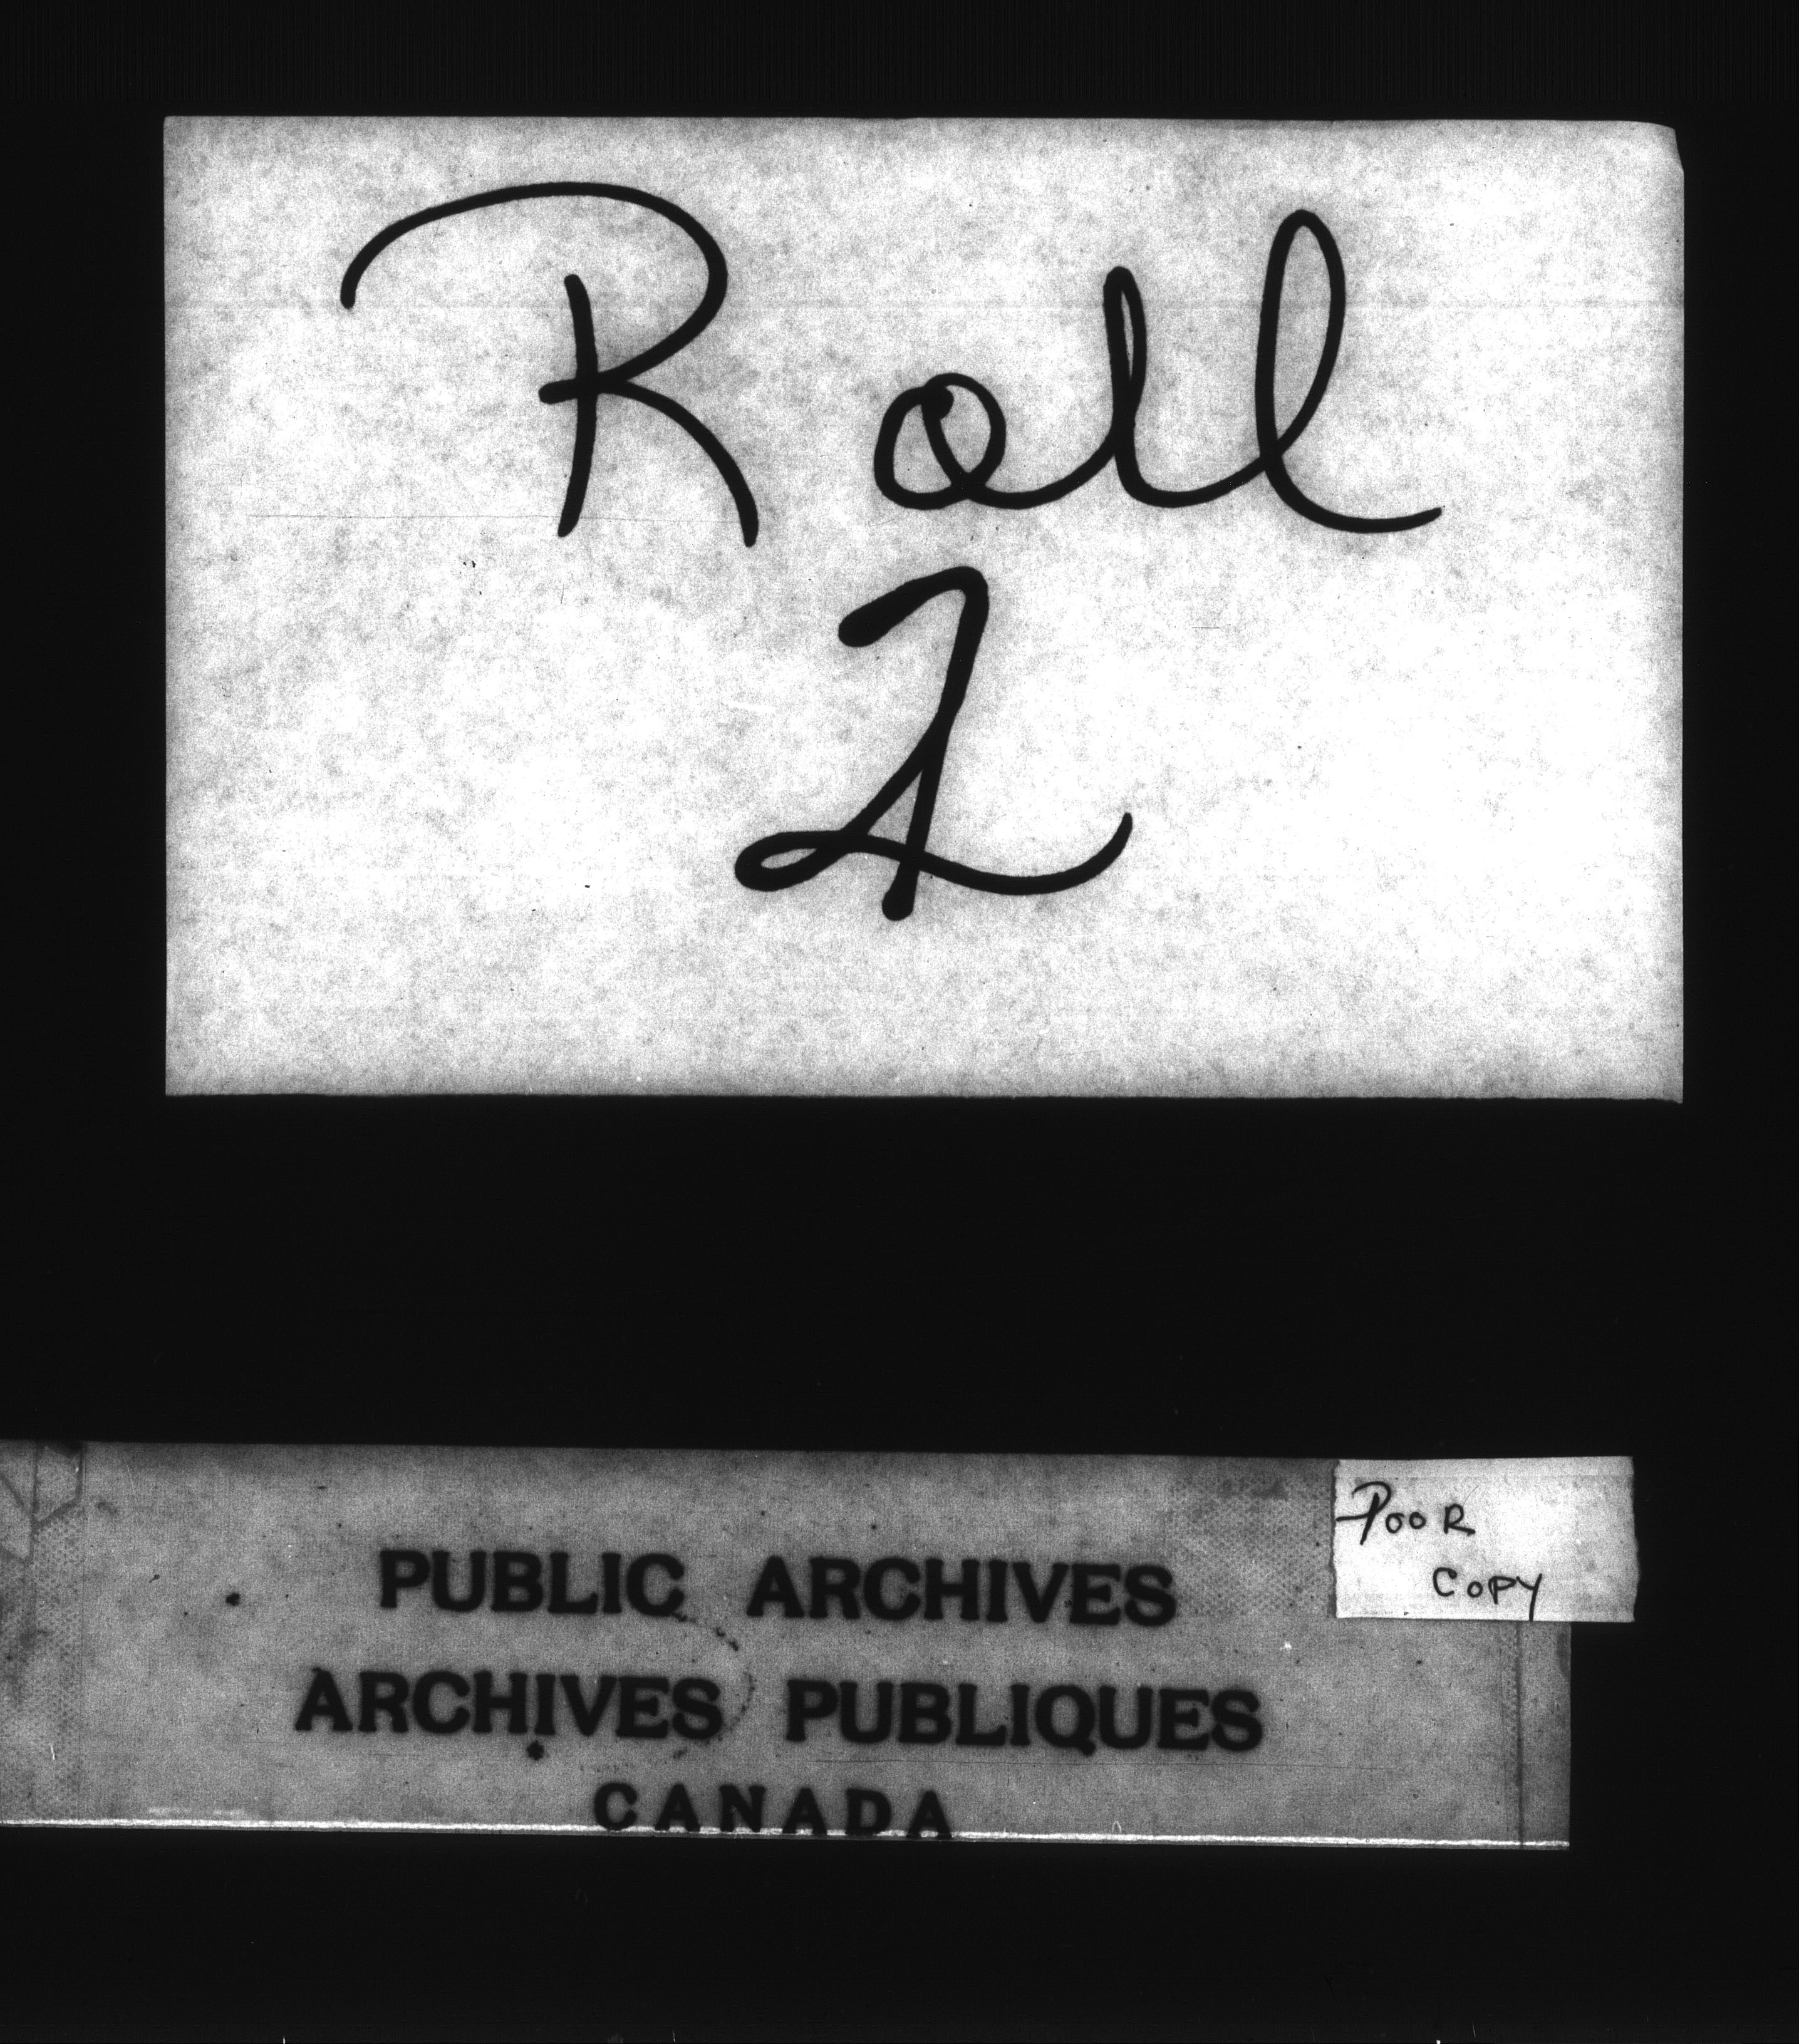 Roll
2
POOR
COPY
PUBLIC ARCHIVES
ARCHIVES PUBLIQUES
CANADA